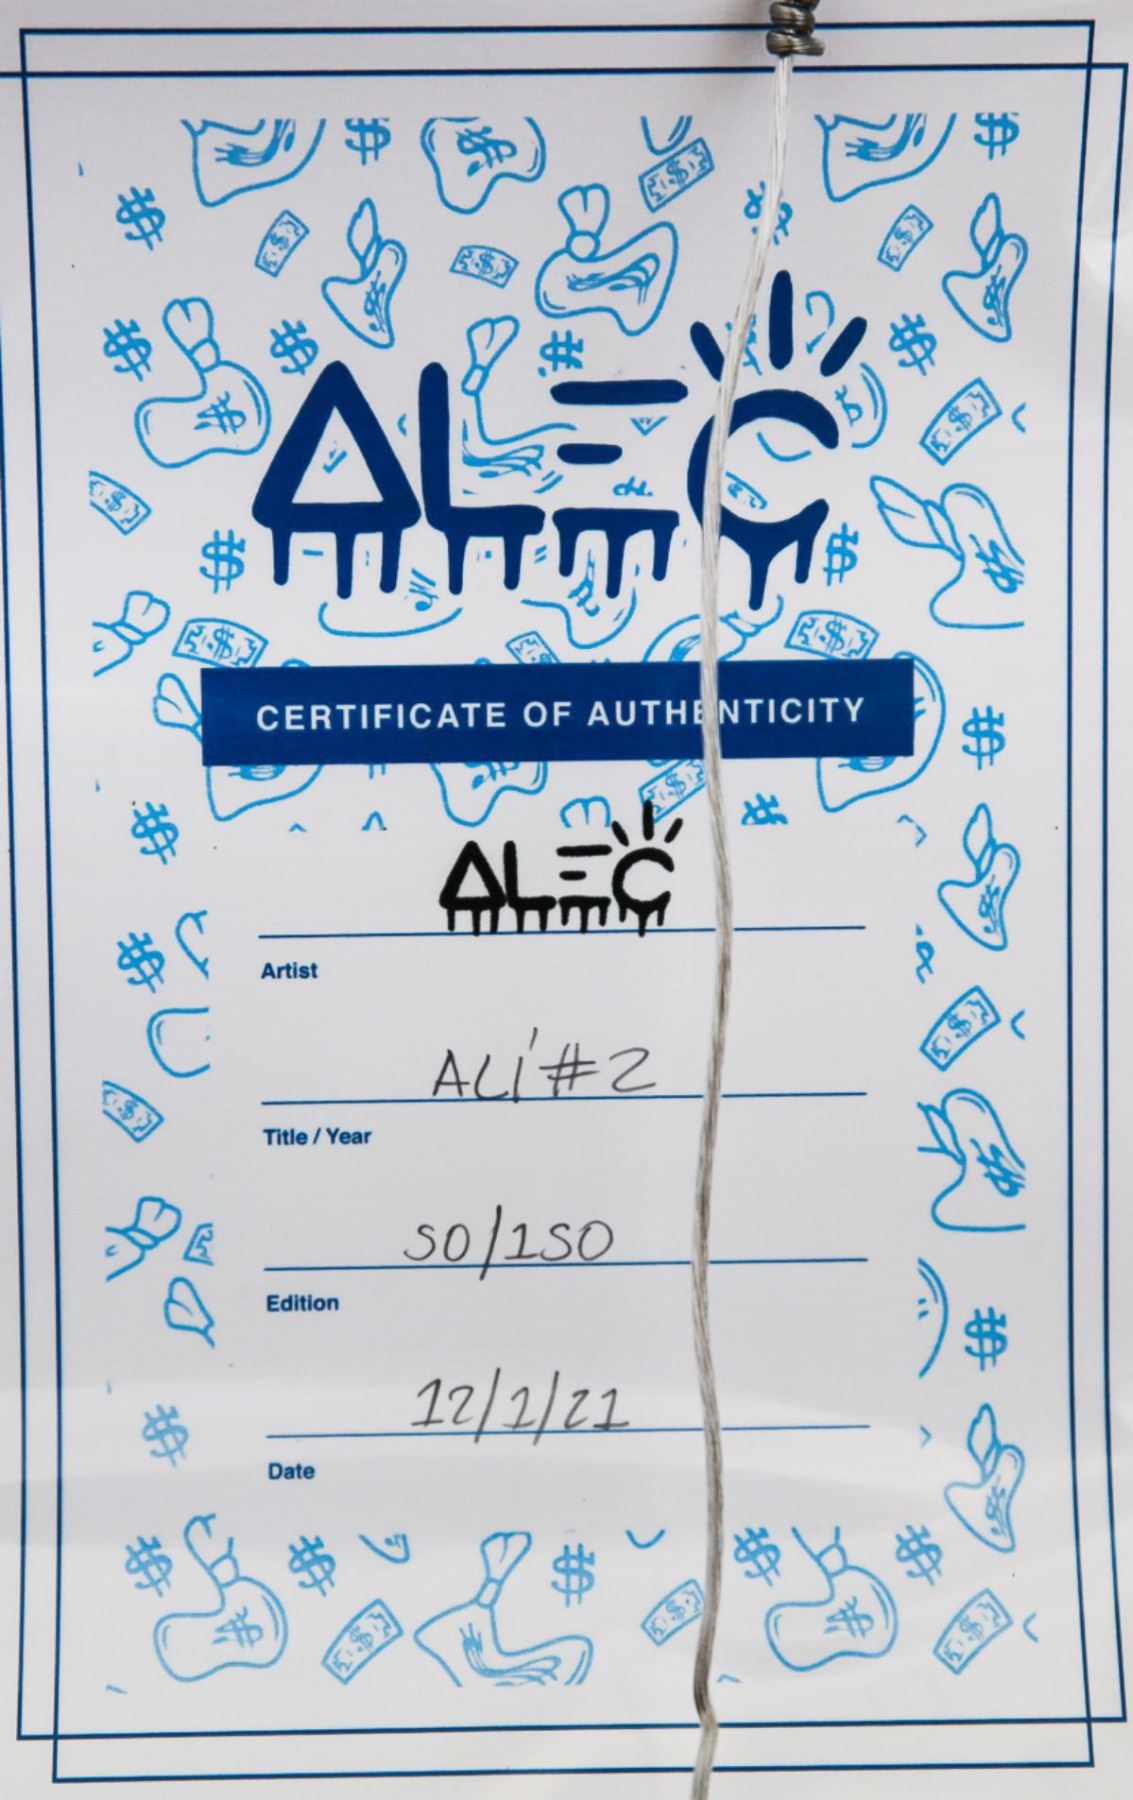 ALEC
CERTIFICATE OF AUTHENTICITY
ALEC
Artist
ALI #2
Title / Year
50/150
Edition
12/1/21
Date